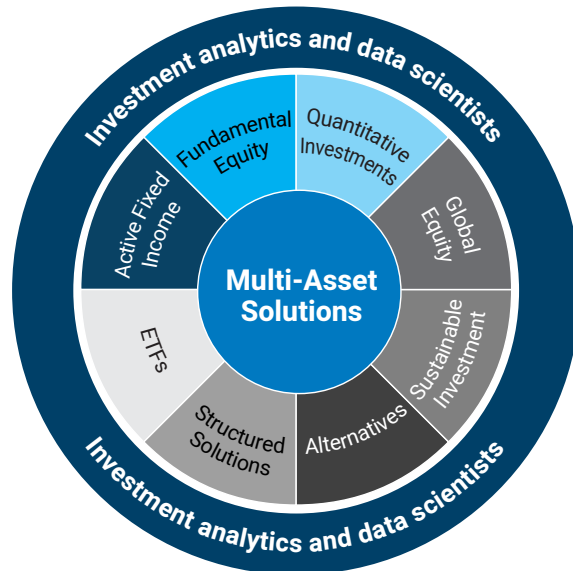 Investment analytics and data scientists
Fundamental
Equity
Quantitative
Investments
Global
Equity
Sustainable
Investment
Alternatives
Structured
Solutions
ETFs
Active Fixed
Income
Multi-Asset
Solutions
Investment analytics and data scientists